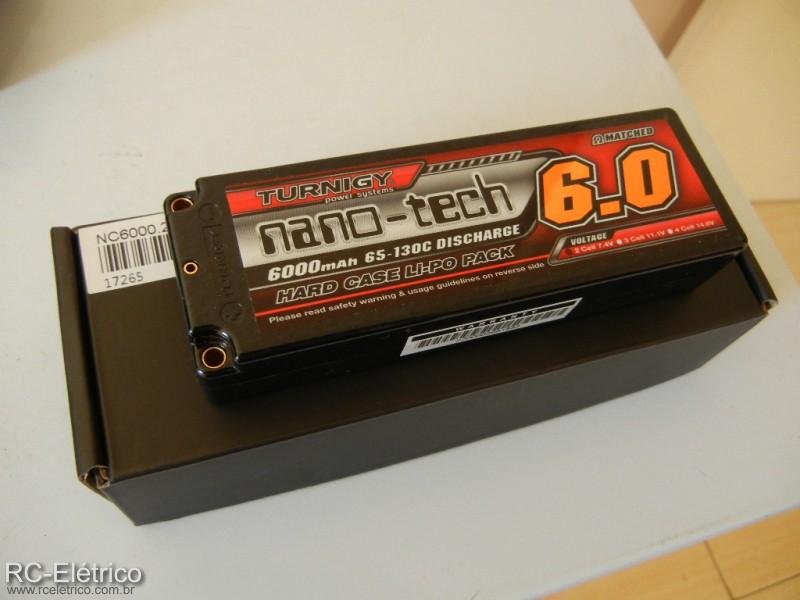 Ω MATCHED
TURNIGY
power systems
nano-tech
6.0
6000mAh 65-130C DISCHARGE
VOLTAGE
2 Cell 7.4V 3 Cell 11.1V 4 Cell 14.8V
HARD CASE LI-PO PACK
Please read safety warning & usage guidelines on reverse side
WARRANTY
NC6000.2
17265
RC-Elétrico
www.rceletrico.com.br